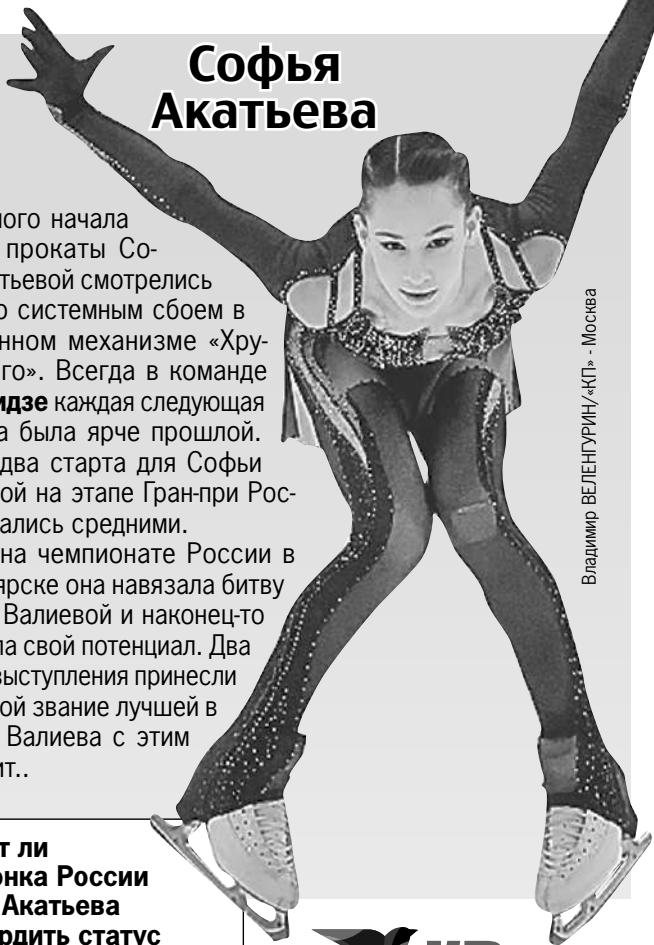 Софья
Акатьева
ного начала
прокаты Со-
тьевой смотрелись
о системным сбоем в
нном механизме «Хру-
го». Всегда в команде
идзе каждая следующая
а была ярче прошлой.
два старта для Софьи
ой на этапе Гран-при Рос-
ались средними.
на чемпионате России в
ярске она навязала битву
Валиевой и наконец-то
ла свой потенциал. Два
выступления принесли
ой звание лучшей в
Валиева с этим
ит..
т ли
онка России
Акатьева
рдить статус
Владимир ВЕЛЕНГУРИН/«КП» - Москва